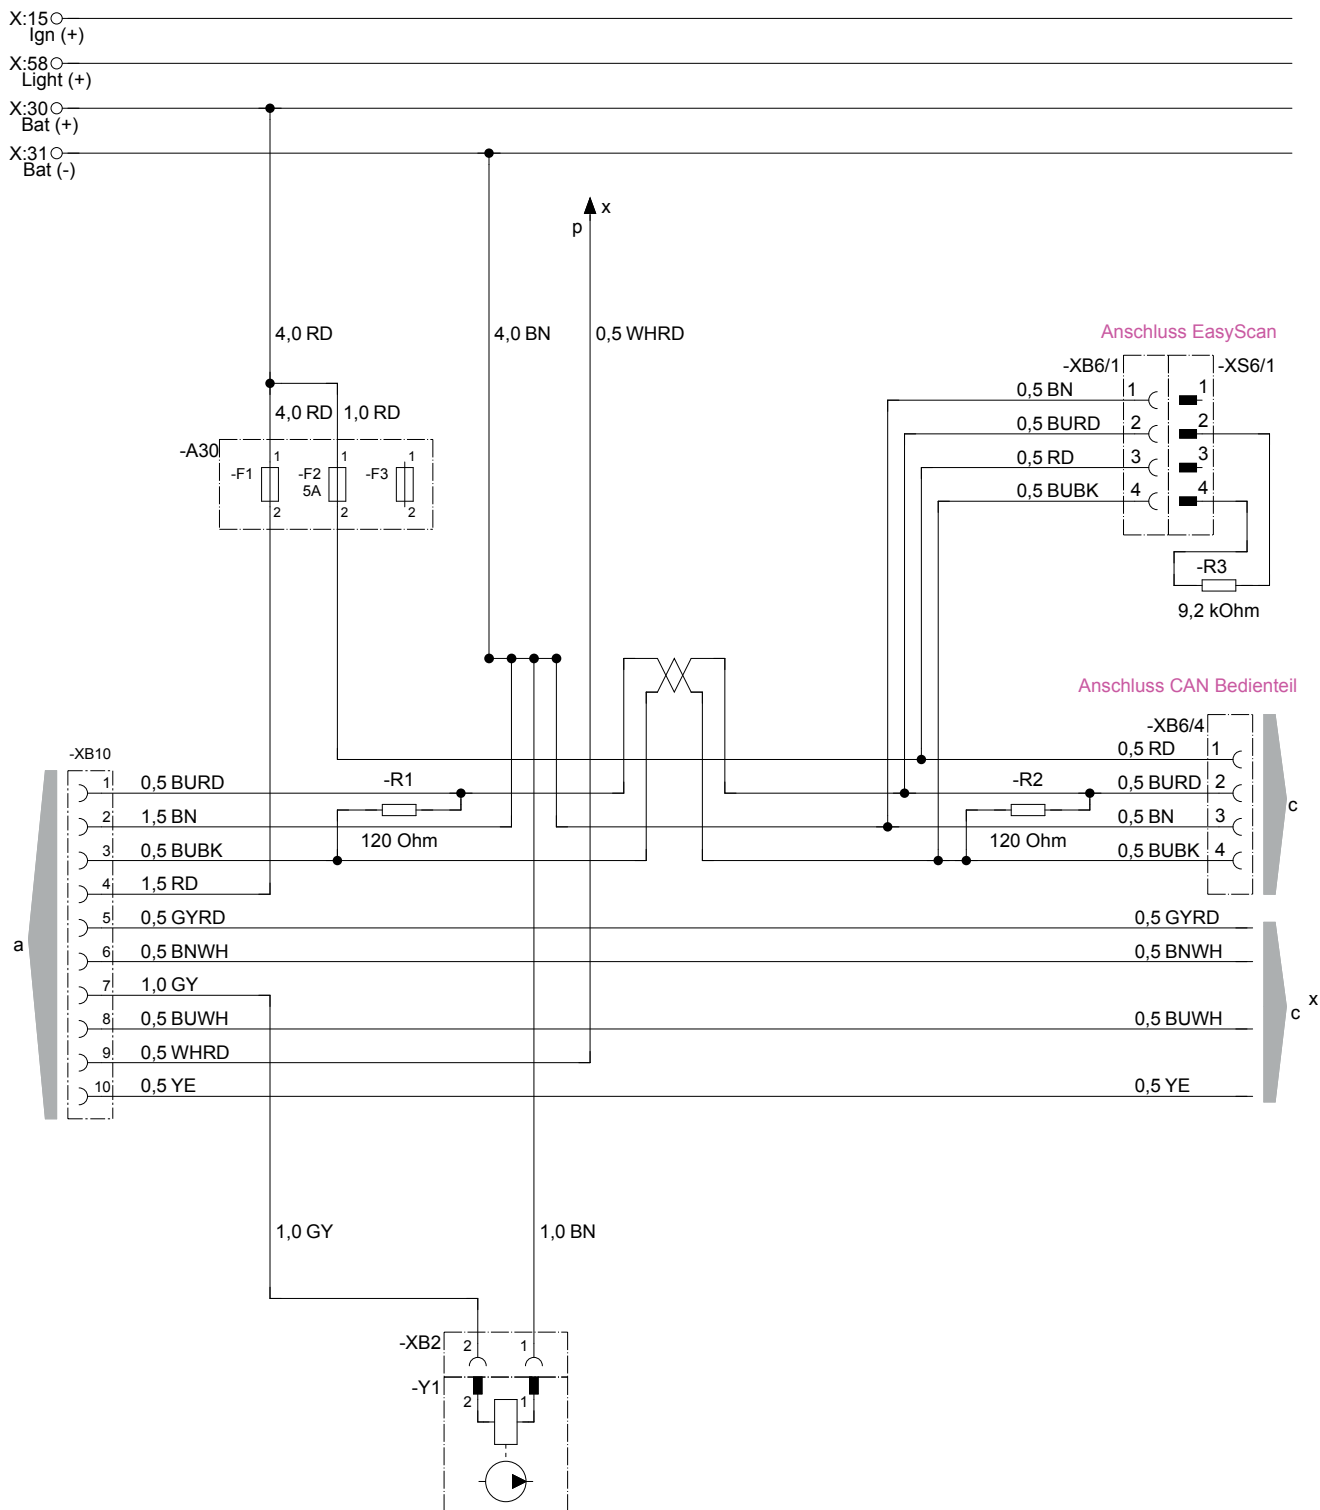 X:15
Ign (+)
X:58
Light (+)
X:30
Bat (+)
X:31
Bat (-)
x
p
4,0 RD
4,0 BN
0,5 WHRD
Anschluss EasyScan
-XB6/1
-XS6/1
0,5 BN
1
1
0,5 BURD
2
2
0,5 RD
3
3
0,5 BUBK
4
4
-R3
9,2 kOhm
4,0 RD
1,0 RD
-A30
1
1
1
-F1
-F2
5A
-F3
2
2
2
Anschluss CAN Bedienteil
-XB6/4
0,5 RD
1
0,5 BURD
2
0,5 BN
3
0,5 BUBK
4
c
-R1
120 Ohm
-R2
120 Ohm
-XB10
a
1
0,5 BURD
2
1,5 BN
3
0,5 BUBK
4
1,5 RD
5
0,5 GYRD
0,5 GYRD
6
0,5 BNWH
0,5 BNWH
7
1,0 GY
8
0,5 BUWH
0,5 BUWH
9
0,5 WHRD
10
0,5 YE
0,5 YE
c
x
1,0 GY
1,0 BN
-XB2
2
1
-Y1
2
1